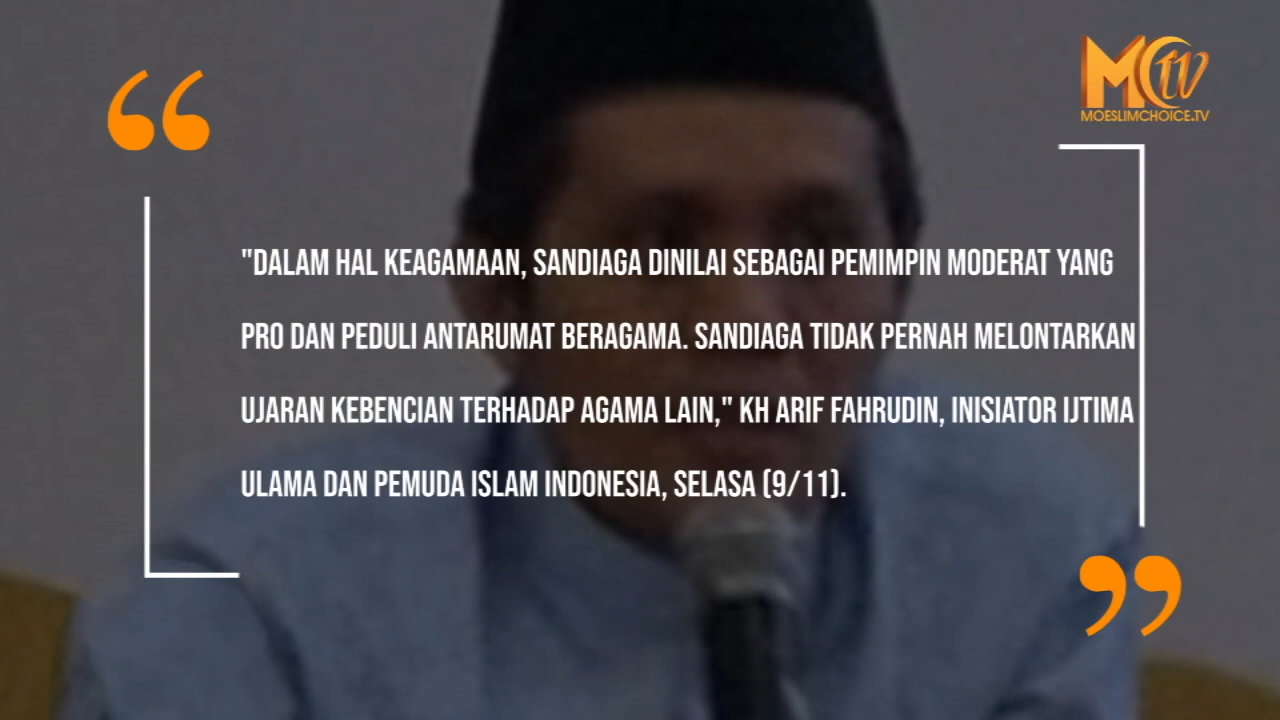 MCtv
MOESLIMCHOICE.TV
"DALAM HAL KEAGAMAAN, SANDIAGA DINILAI SEBAGAI PEMIMPIN MODERAT YANG
PRO DAN PEDULI ANTARUMAT BERAGAMA. SANDIAGA TIDAK PERNAH MELONTARKAN
UJARAN KEBENCIAN TERHADAP AGAMA LAIN," KH ARIF FAHRUDIN, INISIATOR IJTIMA
ULAMA DAN PEMUDA ISLAM INDONESIA, SELASA (9/11).